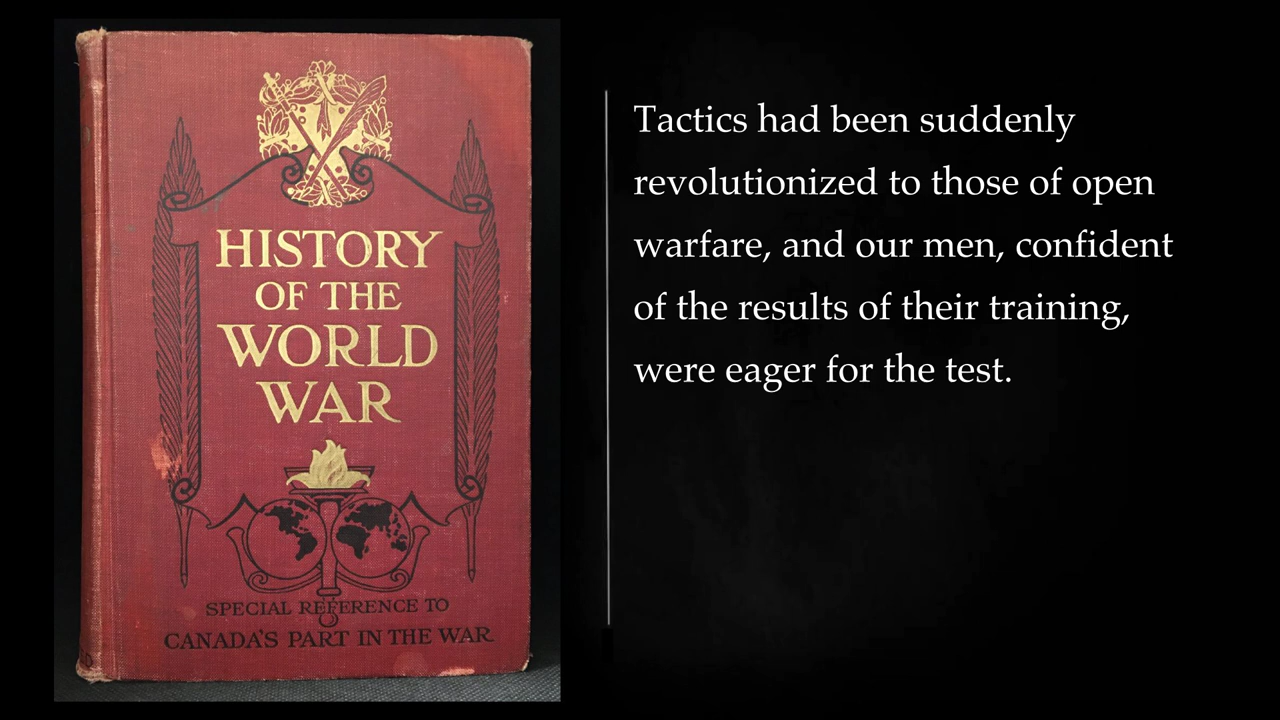 HISTORY
OF THE
WORLD
WAR
SPECIAL REFERENCE TO
CANADA'S PART IN THE WAR
Tactics had been suddenly
revolutionized to those of open
warfare, and our men, confident
of the results of their training,
were eager for the test.